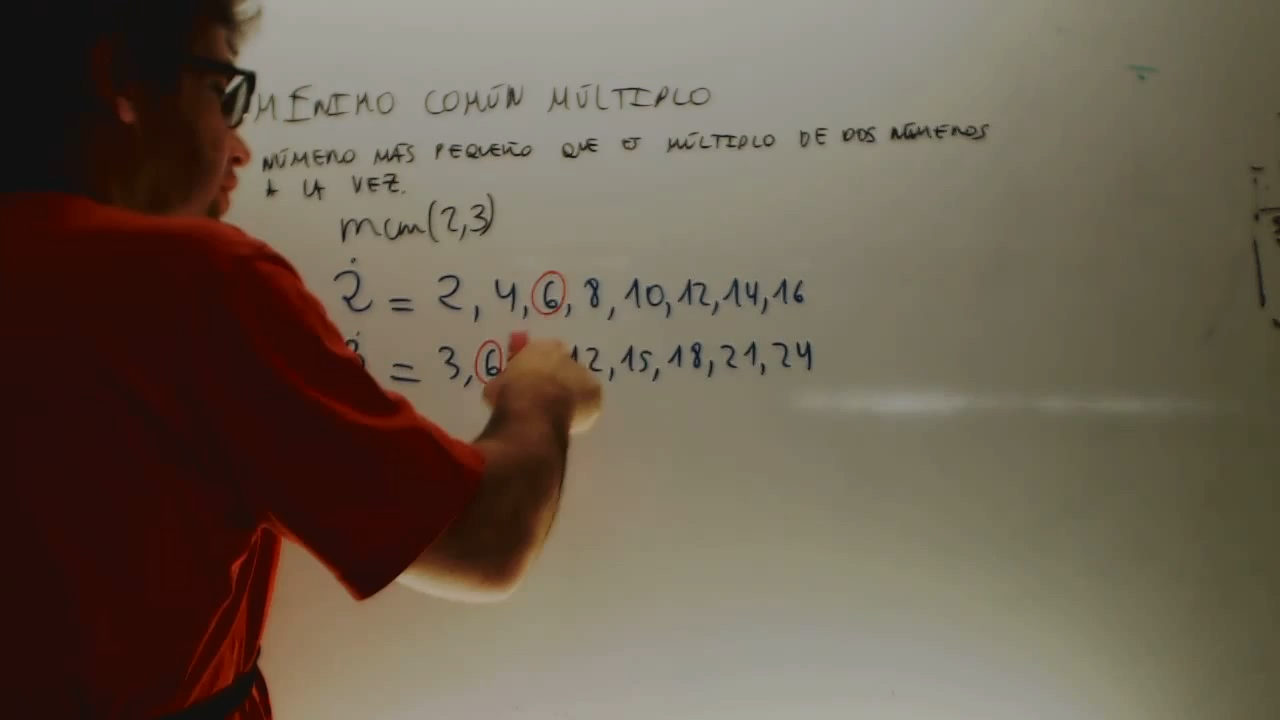 MÍNIMO COMÚN MÚLTIPLO
NÚMERO MÁS PEQUEÑO QUE ES MÚLTIPLO DE DOS NÚMEROS
A LA VEZ.
mcm(2,3)
2̇ = 2, 4, 6, 8, 10, 12, 14, 16
= 3, 6 12, 15, 18, 21, 24